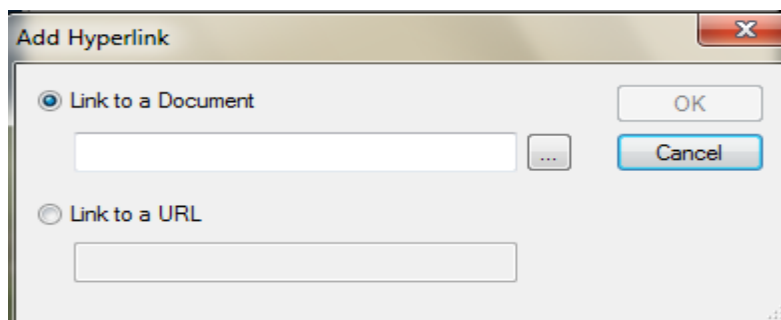 Add Hyperlink
Link to a Document
OK
...
Cancel
Link to a URL